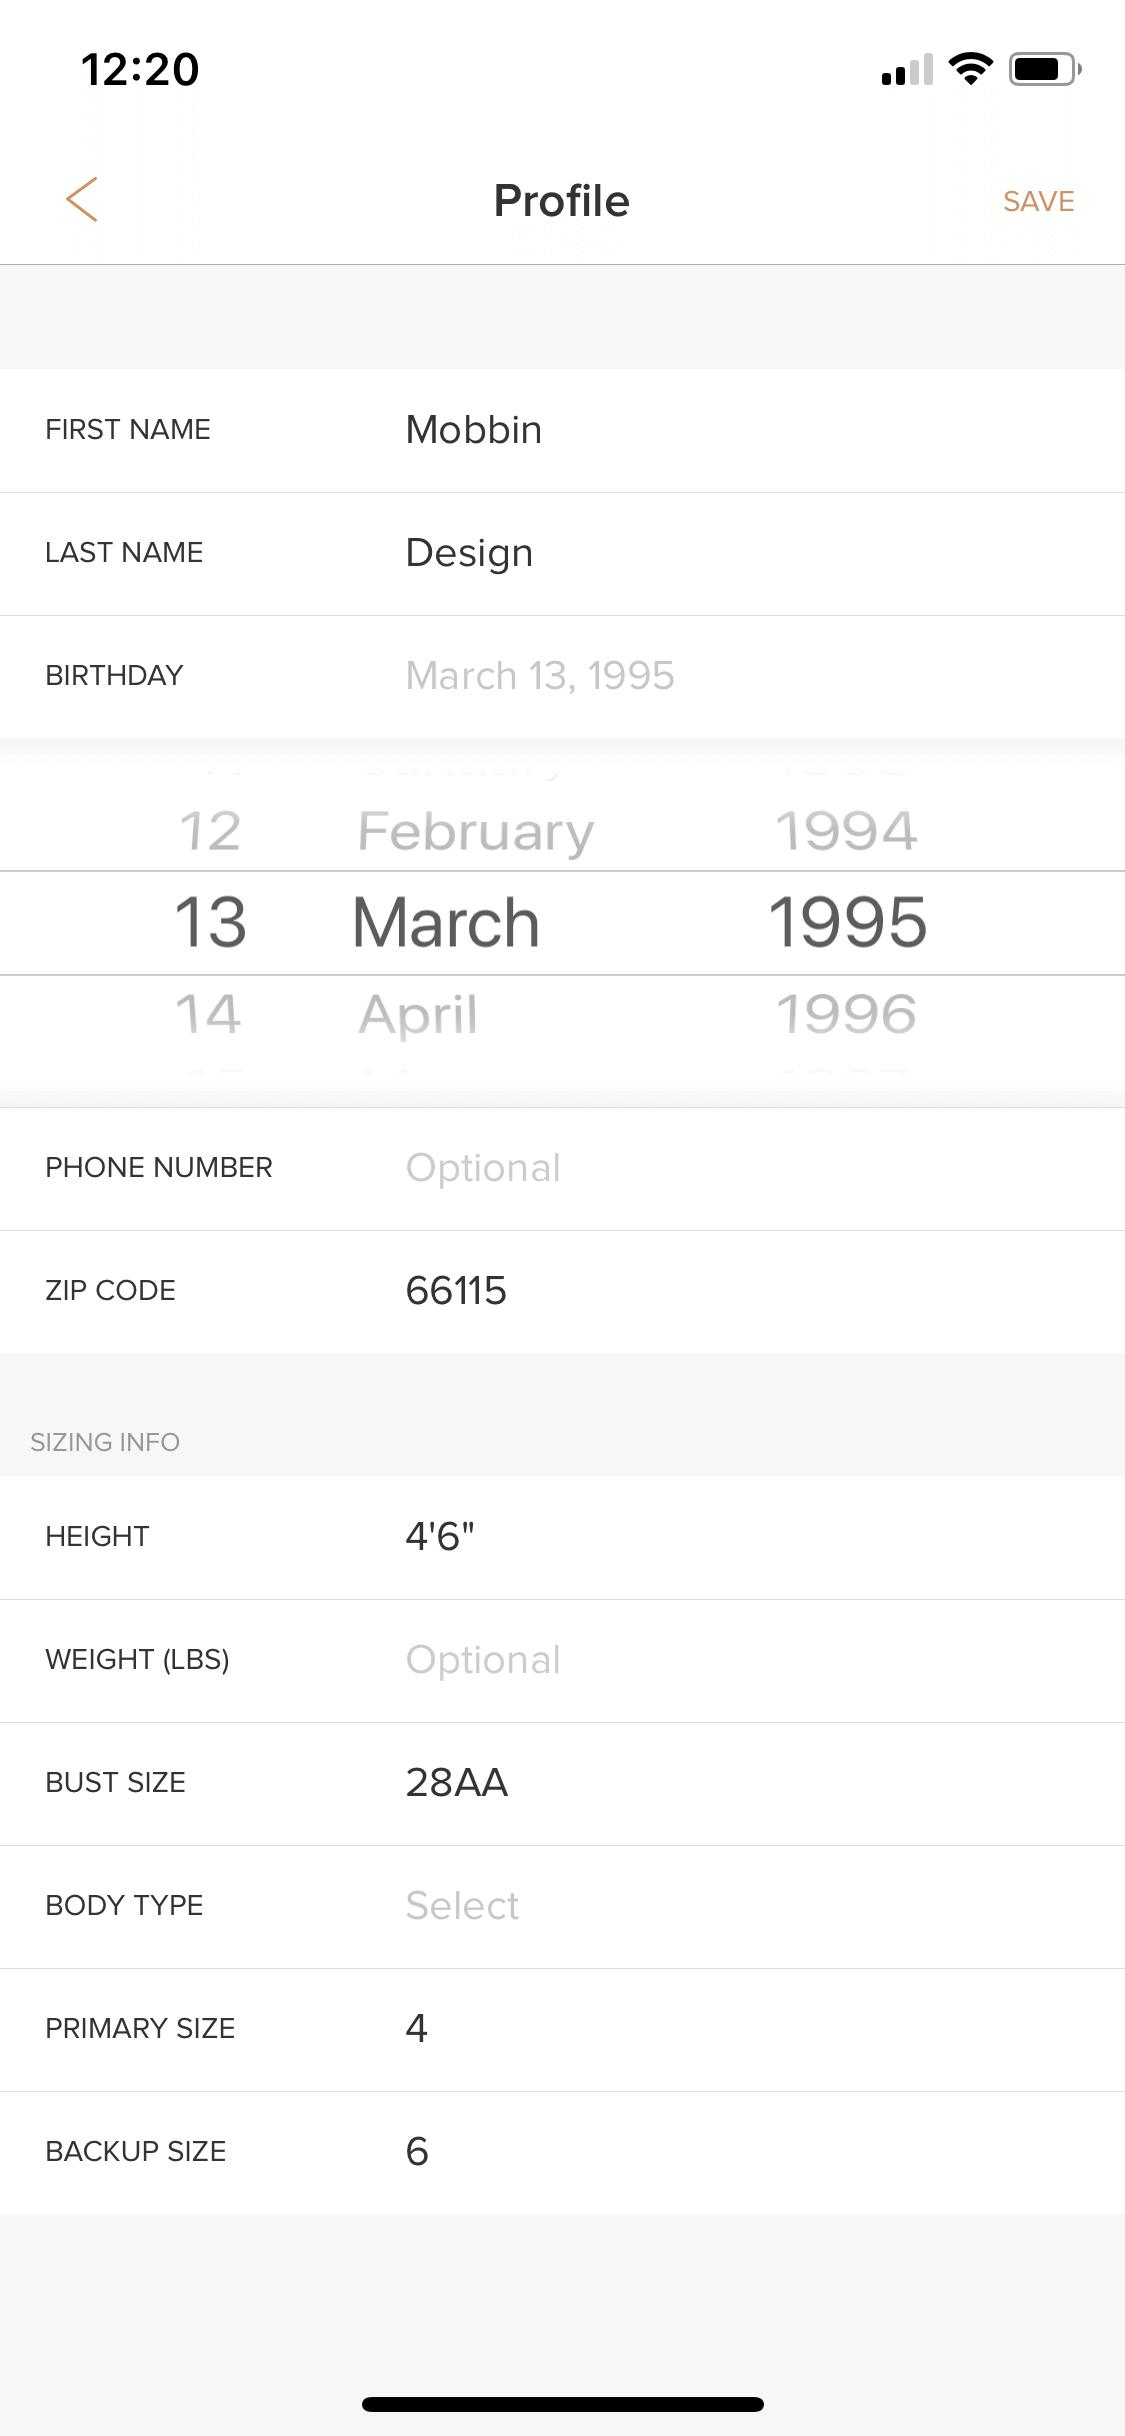 12:20
Profile
SAVE
FIRST NAME Mobbin
LAST NAME Design
BIRTHDAY March 13, 1995
12 February 1994
13 March 1995
14 April 1996
PHONE NUMBER Optional
ZIP CODE 66115
SIZING INFO
HEIGHT 4'6"
WEIGHT (LBS) Optional
BUST SIZE 28AA
BODY TYPE Select
PRIMARY SIZE 4
BACKUP SIZE 6